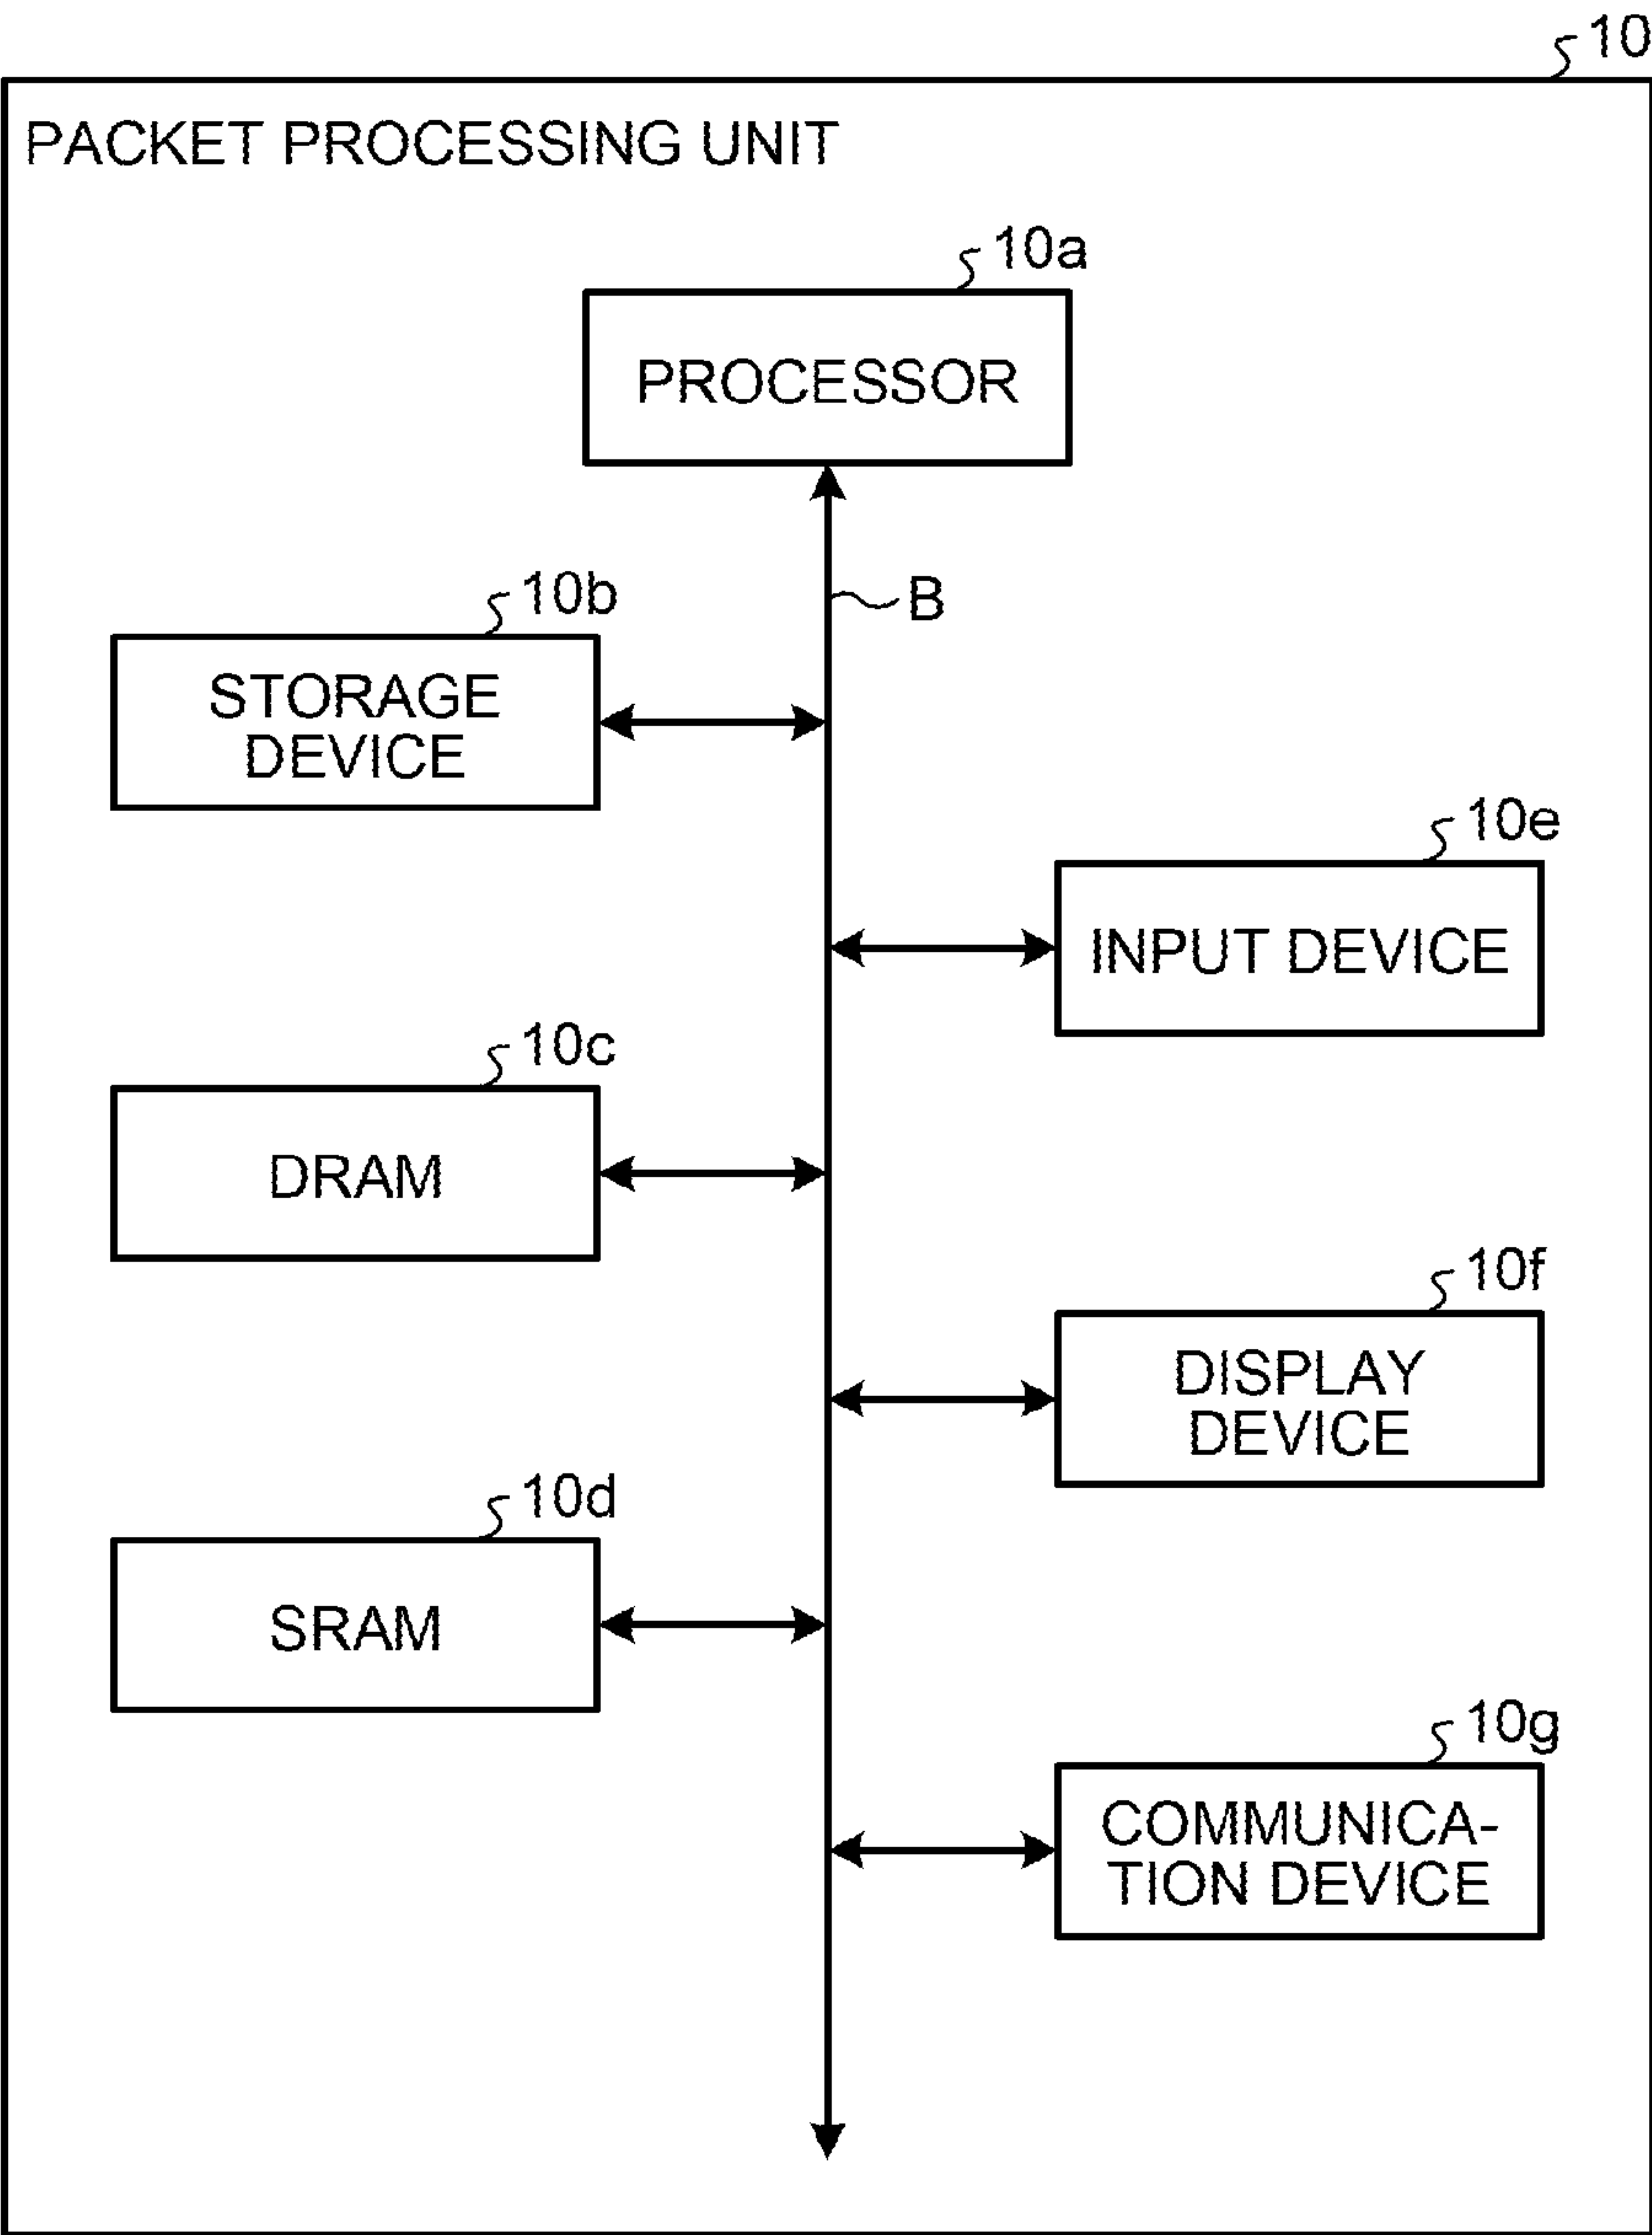 10
PACKET PROCESSING UNIT
10a
PROCESSOR
B
10b
STORAGE
DEVICE
10e
INPUT DEVICE
10c
DRAM
10f
DISPLAY
DEVICE
10d
SRAM
10g
COMMUNICA-
TION DEVICE